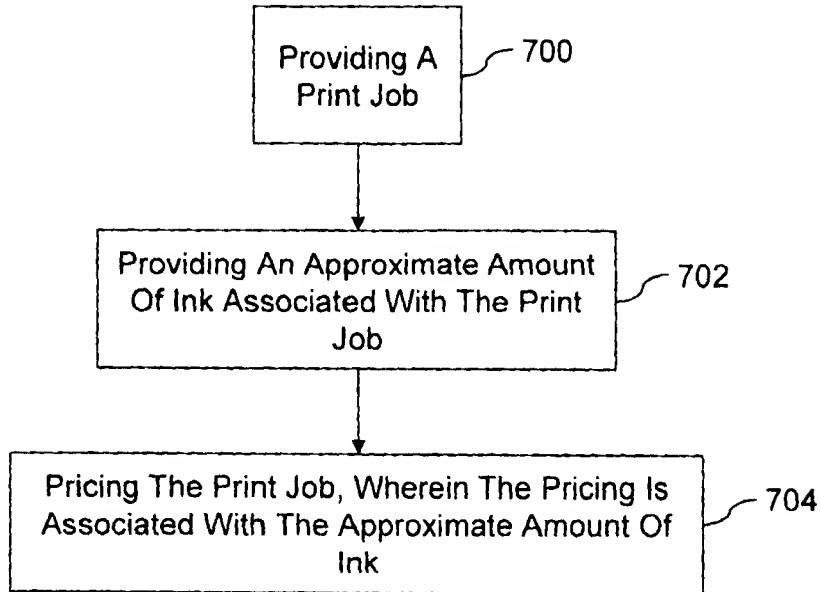 Providing A
Print Job
700
Providing An Approximate Amount
Of Ink Associated With The Print
Job
702
Pricing The Print Job, Wherein The Pricing Is
Associated With The Approximate Amount Of
Ink
704